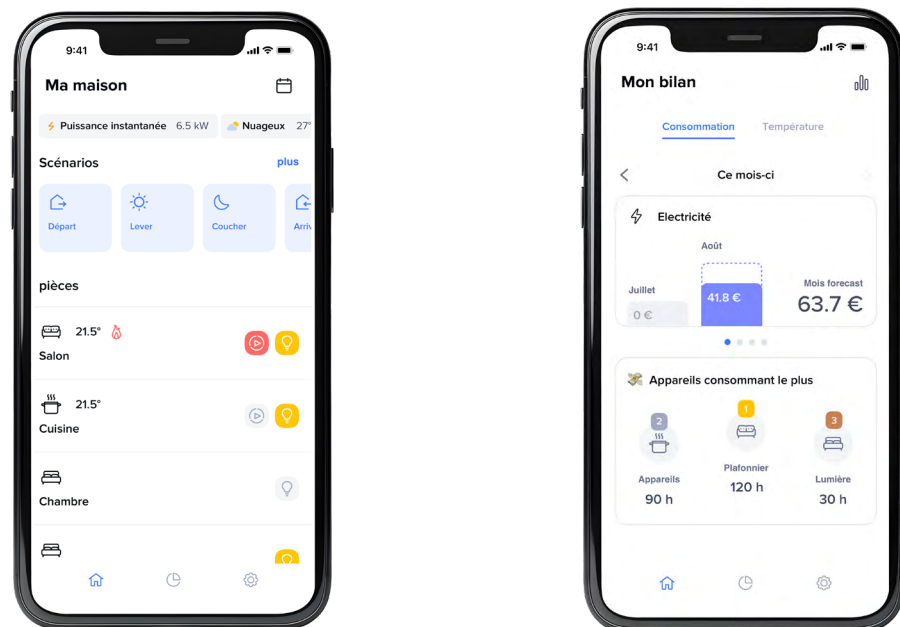 9:41
Ma maison
Puissance instantanée 6.5 kW
Nuageux 27°
Scénarios
plus
Départ
Lever
Coucher
Arriv
pièces
21.5°
Salon
21.5°
Cuisine
Chambre
9:41
Mon bilan
Consommation
Température
Ce mois-ci
Electricité
Août
Juillet
41.8 €
0 €
Mois forecast
63.7 €
Appareils consommant le plus
2
1
3
Appareils
90 h
Plafonnier
120 h
Lumière
30 h